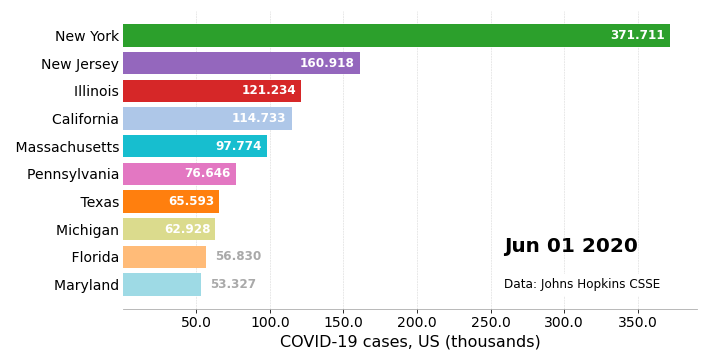 New York 371.711
New Jersey 160.918
Illinois 121.234
California 114.733
Massachusetts 97.774
Pennsylvania 76.646
Texas 65.593
Michigan 62.928
Florida 56.830
Maryland 53.327
Jun 01 2020
Data: Johns Hopkins CSSE
50.0 100.0 150.0 200.0 250.0 300.0 350.0
COVID-19 cases, US (thousands)